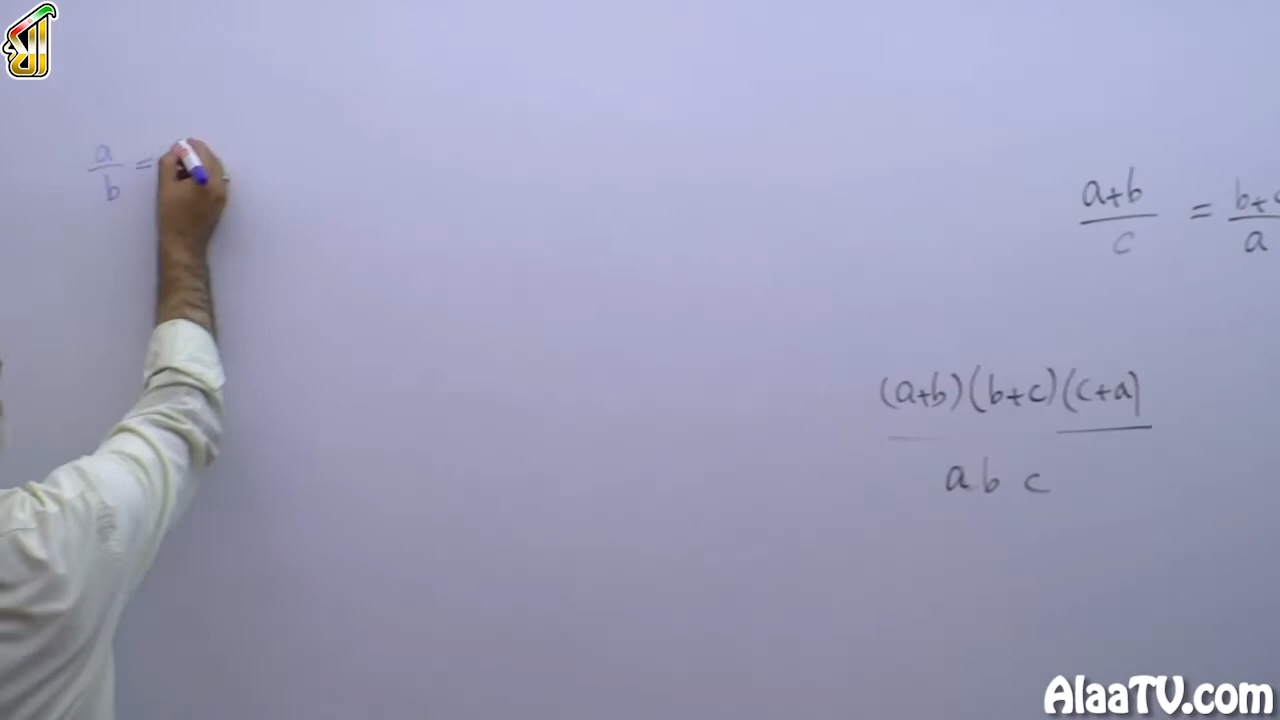 a/b =
a+b/c = b+c/a
(a+b)(b+c)(c+a)
a b c
AlaaTV.com